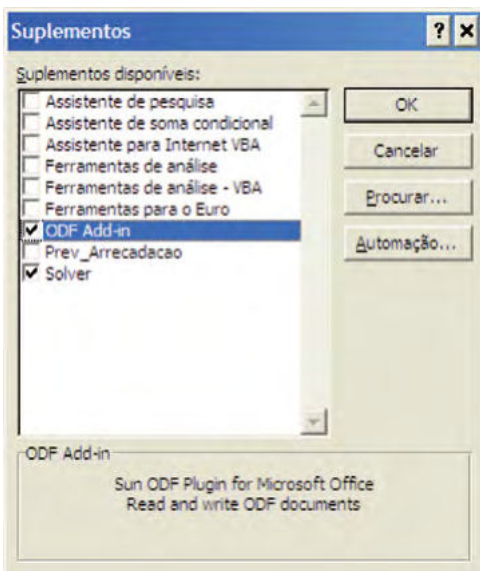 Suplementos
Suplementos disponíveis:
Assistente de pesquisa
Assistente de soma condicional
Assistente para Internet VBA
Ferramentas de análise
Ferramentas de análise - VBA
Ferramentas para o Euro
ODF Add-in
Prev_Arrecadacao
Solver
OK
Cancelar
Procurar...
Automação...
ODF Add-in
Sun ODF Plugin for Microsoft Office
Read and write ODF documents